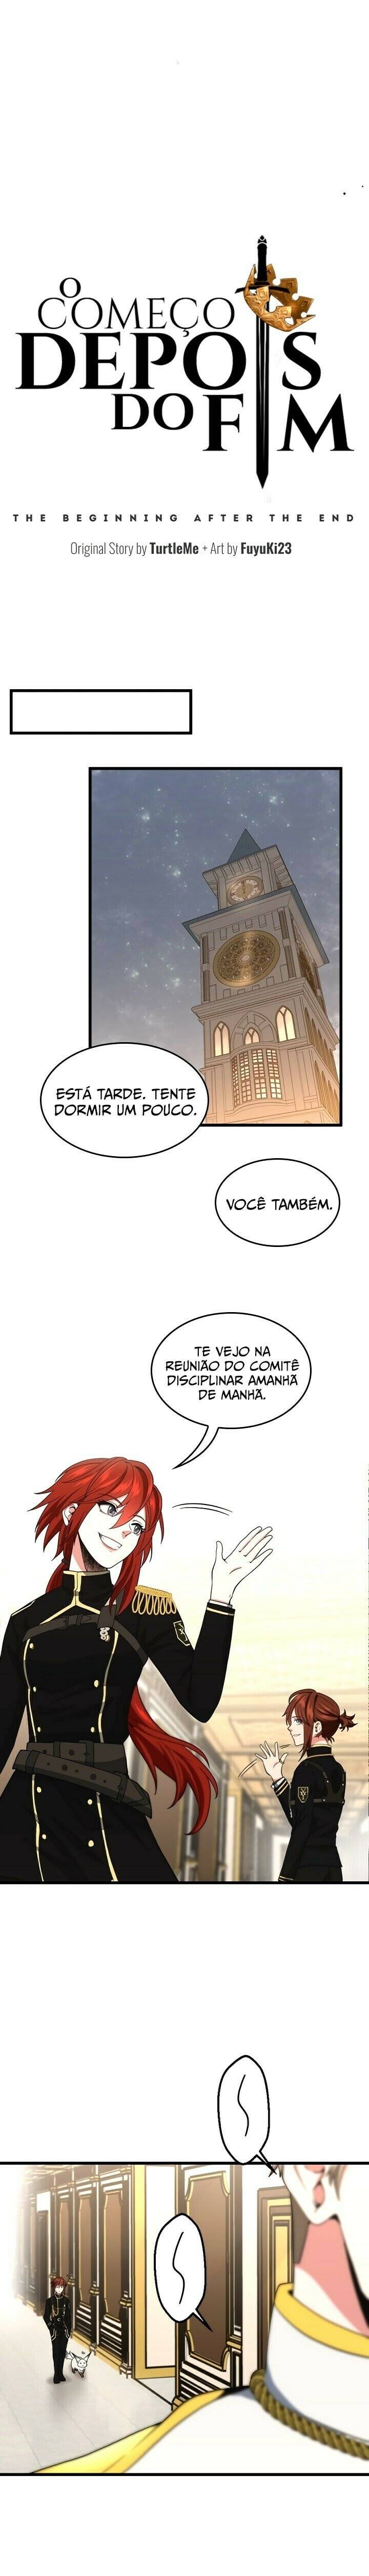 O
COMEÇO
DEPOIS
DO FIM
THE BEGINNING AFTER THE END
Original Story by TurtleMe + Art by FuyuKi23
ESTÁ TARDE. TENTE
DORMIR UM POUCO.
VOCÊ TAMBÉM.
TE VEJO NA
REUNIÃO DO COMITÊ
DISCIPLINAR AMANHÃ
DE MANHÃ.